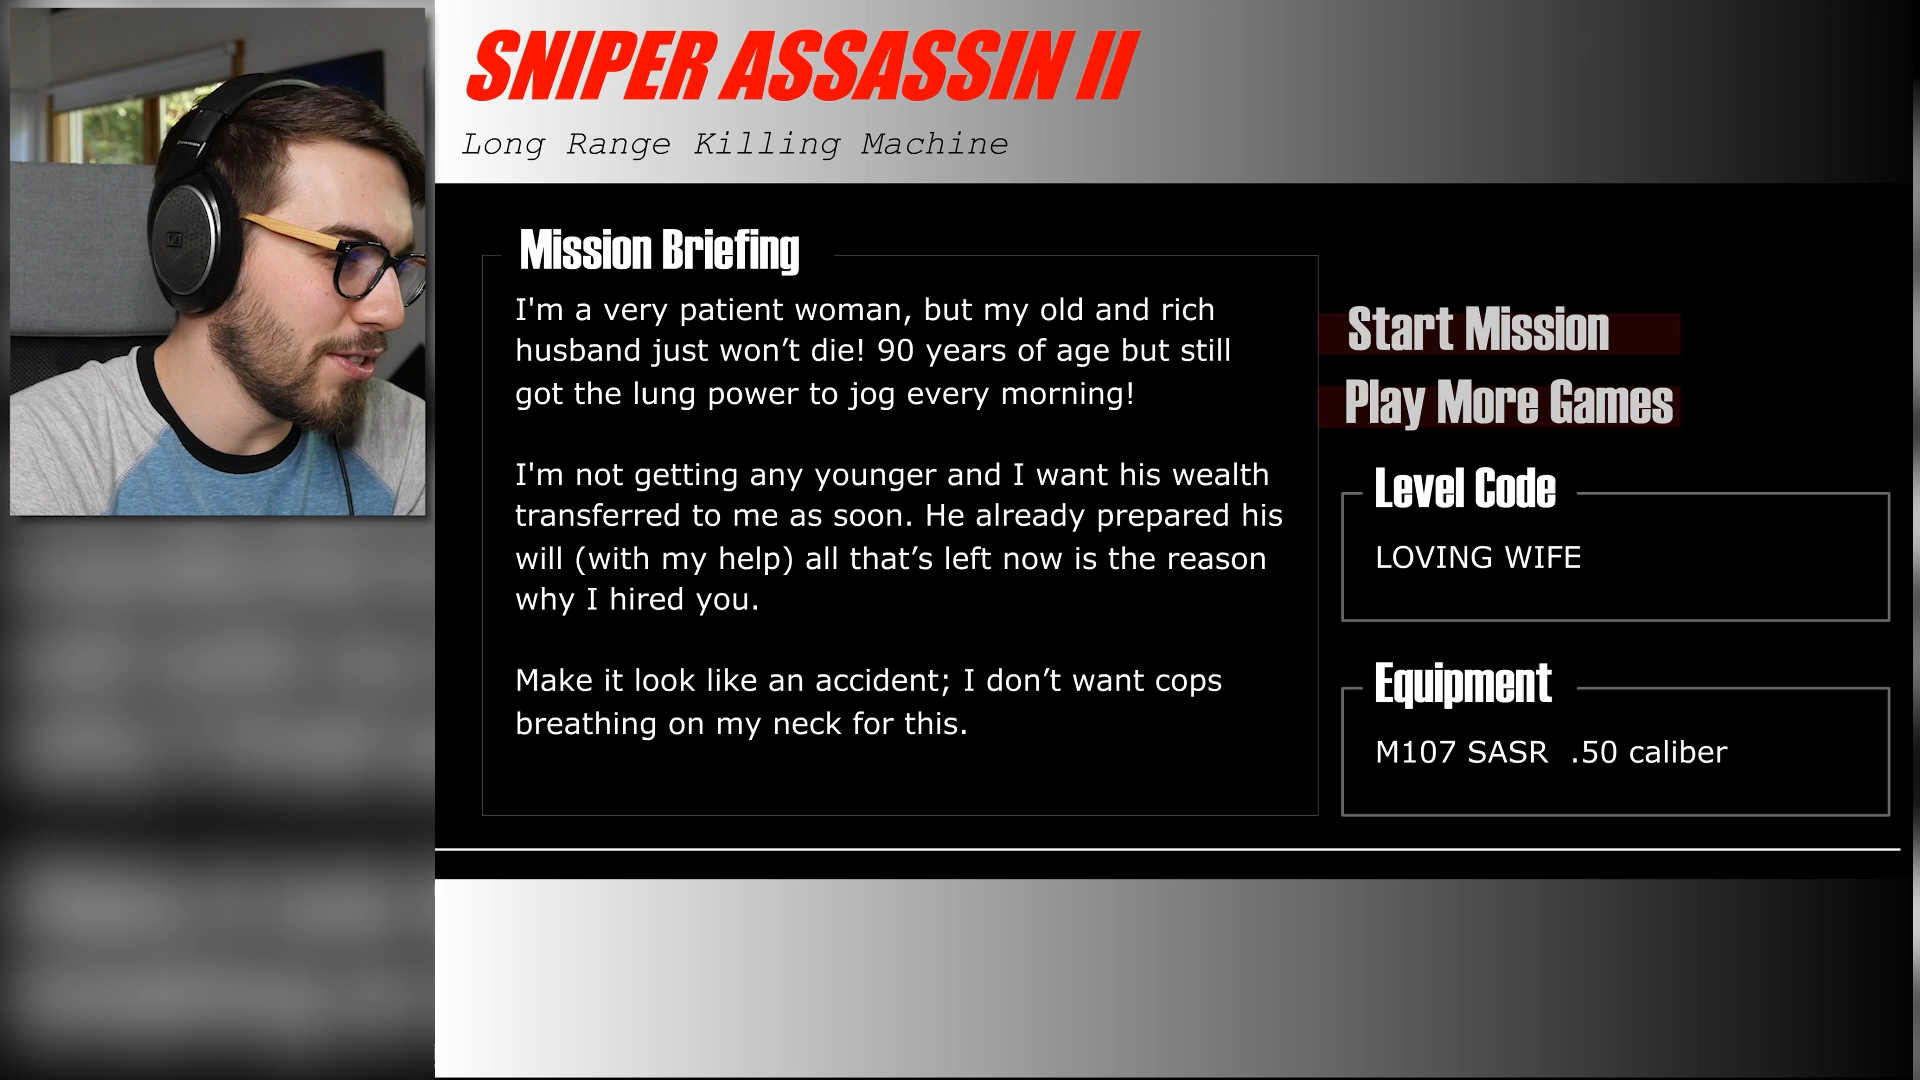 SNIPER ASSASSIN II
Long Range Killing Machine
Mission Briefing
I'm a very patient woman, but my old and rich
husband just won’t die! 90 years of age but still
got the lung power to jog every morning!
I'm not getting any younger and I want his wealth
transferred to me as soon. He already prepared his
will (with my help) all that’s left now is the reason
why I hired you.
Make it look like an accident; I don’t want cops
breathing on my neck for this.
Start Mission
Play More Games
Level Code
LOVING WIFE
Equipment
M107 SASR .50 caliber